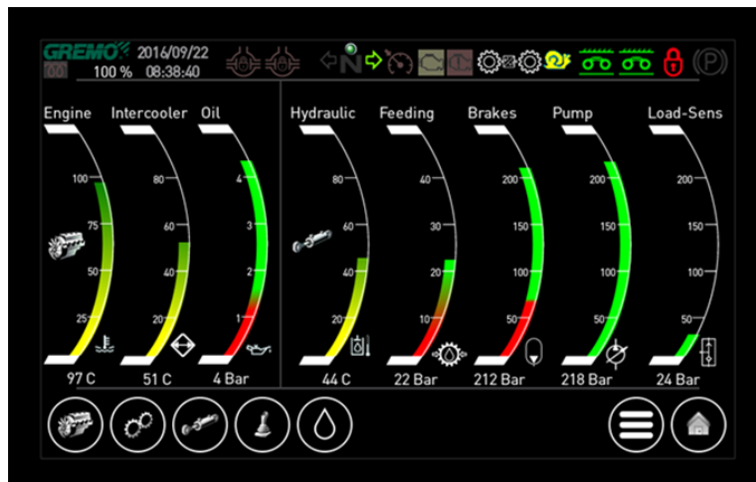 GREMO 2016/09/22
100 % 08:38:40
N
(P)
Engine Intercooler Oil Hydraulic Feeding Brakes Pump Load-Sens
100 80 4 80 40 200 200 200
75 60 3 60 30 150 150 150
50 40 2 40 20 100 100 100
25 20 1 20 10 50 50 50
97 C 51 C 4 Bar 44 C 22 Bar 212 Bar 218 Bar 24 Bar